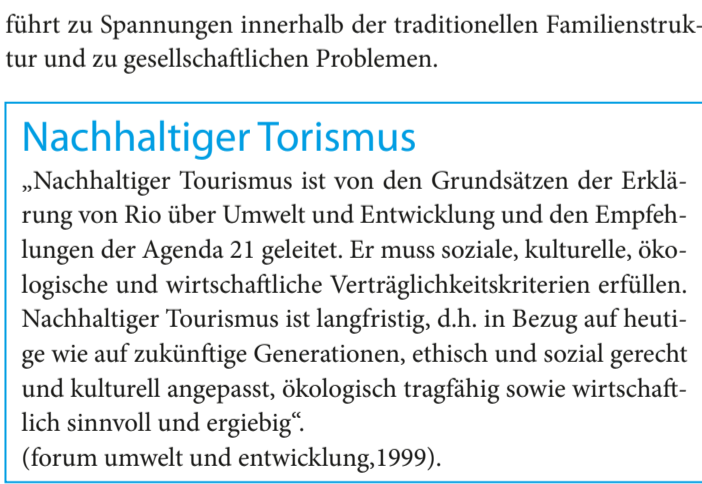 führt zu Spannungen innerhalb der traditionellen Familienstruk-
tur und zu gesellschaftlichen Problemen.
Nachhaltiger Torismus
„Nachhaltiger Tourismus ist von den Grundsätzen der Erklä-
rung von Rio über Umwelt und Entwicklung und den Empfeh-
lungen der Agenda 21 geleitet. Er muss soziale, kulturelle, öko-
logische und wirtschaftliche Verträglichkeitskriterien erfüllen.
Nachhaltiger Tourismus ist langfristig, d.h. in Bezug auf heuti-
ge wie auf zukünftige Generationen, ethisch und sozial gerecht
und kulturell angepasst, ökologisch tragfähig sowie wirtschaft-
lich sinnvoll und ergiebig“.
(forum umwelt und entwicklung,1999).